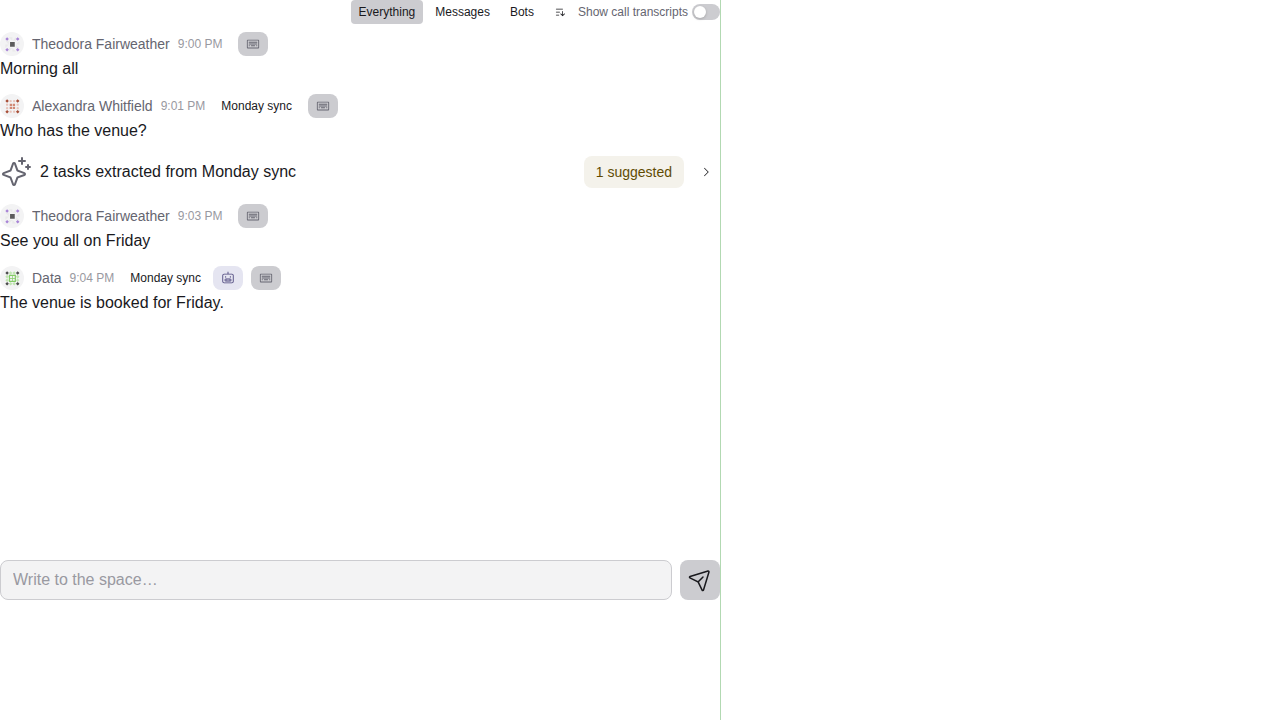 Everything Messages Bots Show call transcripts
Theodora Fairweather 9:00 PM
Morning all
Alexandra Whitfield 9:01 PM Monday sync
Who has the venue?
2 tasks extracted from Monday sync 1 suggested
Theodora Fairweather 9:03 PM
See you all on Friday
Data 9:04 PM Monday sync
The venue is booked for Friday.
Write to the space…